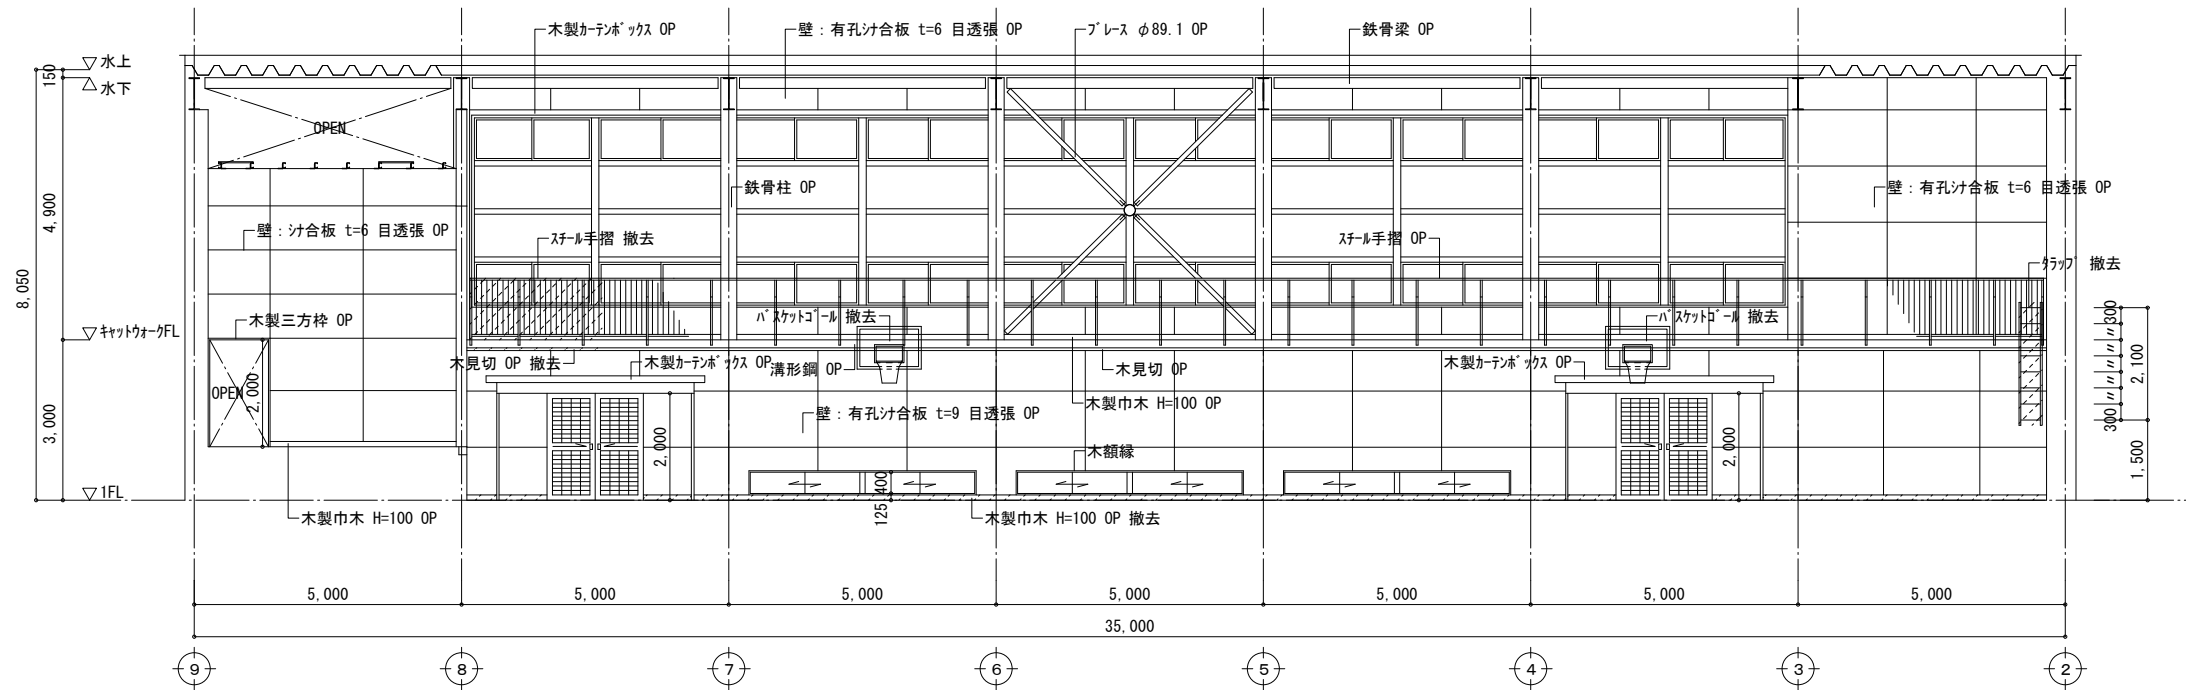 木製カーテンボックス OP
壁：有孔シナ合板 t=6 目透張 OP
ブレース φ89.1 OP
鉄骨梁 OP
▽水上
△水下
150
OPEN
鉄骨柱 OP
壁：有孔シナ合板 t=6 目透張 OP
4,900
壁：シナ合板 t=6 目透張 OP
スチール手摺 撤去
スチール手摺 OP
タラップ 撤去
8,050
木製三方枠 OP
バスケットゴール 撤去
バスケットゴール 撤去
300
▽キャットウォークFL
木見切 OP 撤去
木製カーテンボックス OP
溝形鋼 OP
木見切 OP
木製カーテンボックス OP
〃
〃
〃
〃
〃
2,100
OPEN
2,000
木製巾木 H=100 OP
壁：有孔シナ合板 t=9 目透張 OP
300
3,000
2,000
木額縁
2,000
1,500
▽1FL
400
125
木製巾木 H=100 OP
木製巾木 H=100 OP 撤去
5,000
5,000
5,000
5,000
5,000
5,000
5,000
35,000
9
8
7
6
5
4
3
2